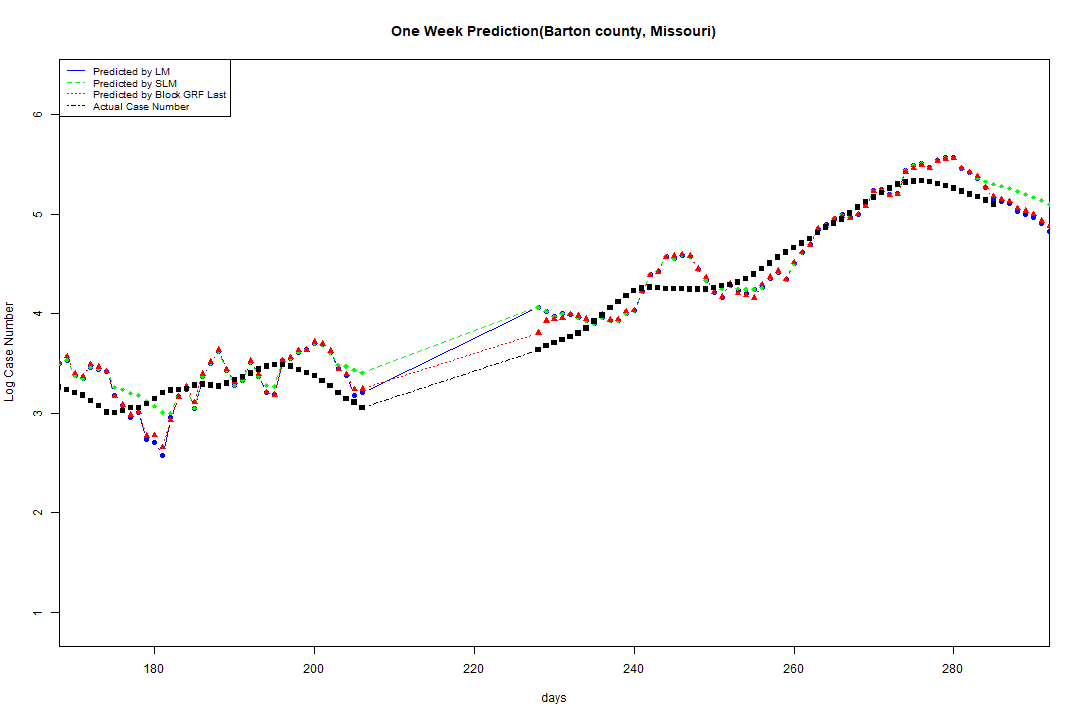 One Week Prediction(Barton county, Missouri)
Predicted by LM
Predicted by SLM
Predicted by Block GRF Last
Actual Case Number
6
5
4
3
2
1
Log Case Number
180 200 220 240 260 280
days